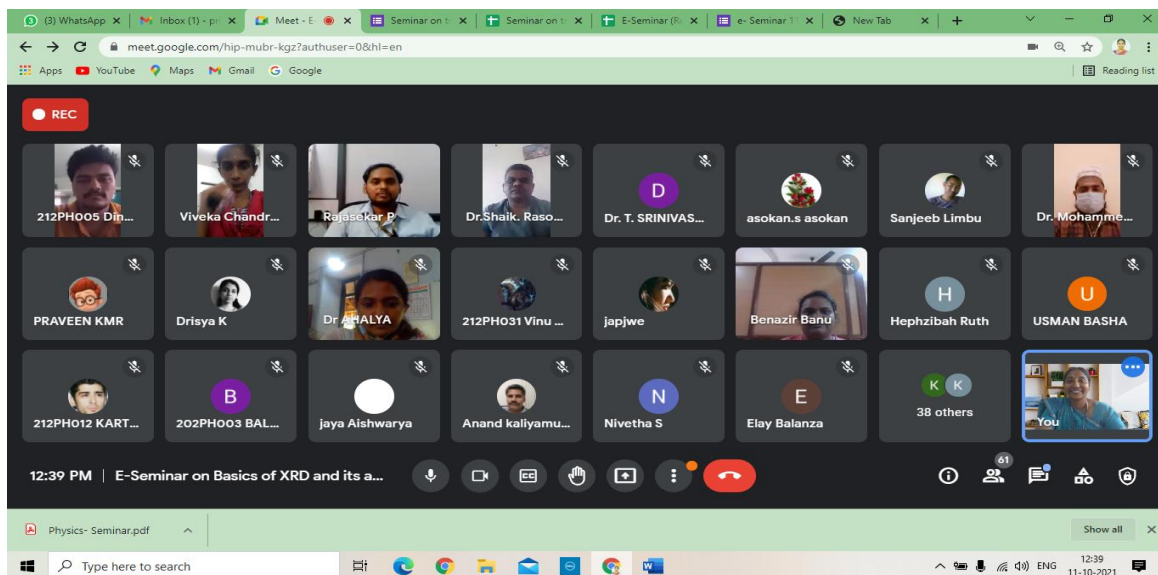 (3) WhatsApp
Inbox (1) - pri
Meet - E-
Seminar on t
Seminar on t
E-Seminar (R
e- Seminar 1
New Tab
meet.google.com/hip-mubr-kgz?authuser=0&hl=en
Apps YouTube Maps Gmail Google Reading list
REC
212PH005 Din... Viveka Chandr... Rajasekar P Dr.Shaik. Raso... D Dr. T. SRINIVAS... asokan.s asokan Sanjeeb Limbu Dr. Mohamme...
PRAVEEN KMR Drisya K Dr AHALYA 212PH031 Vinu ... japjwe Benazir Banu H Hephzibah Ruth U USMAN BASHA
212PH012 KART... B 202PH003 BAL... jaya Aishwarya Anand kaliyamu... N Nivetha S E Elay Balanza K K 38 others You
12:39 PM | E-Seminar on Basics of XRD and its a... CC 61
Physics- Seminar.pdf Show all
Type here to search ENG 12:39
11-10-2021